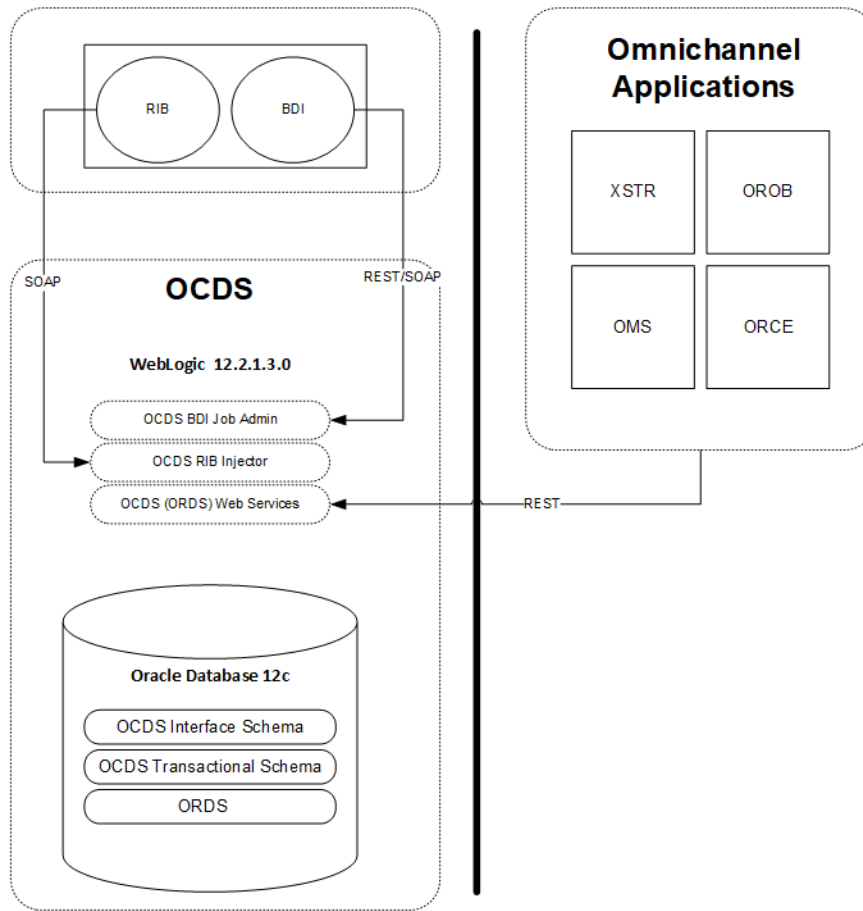 RIB
BDI
SOAP
REST/SOAP
OCDS
WebLogic 12.2.1.3.0
OCDS BDI Job Admin
OCDS RIB Injector
OCDS (ORDS) Web Services
Oracle Database 12c
OCDS Interface Schema
OCDS Transactional Schema
ORDS
REST
Omnichannel
Applications
XSTR
OROB
OMS
ORCE